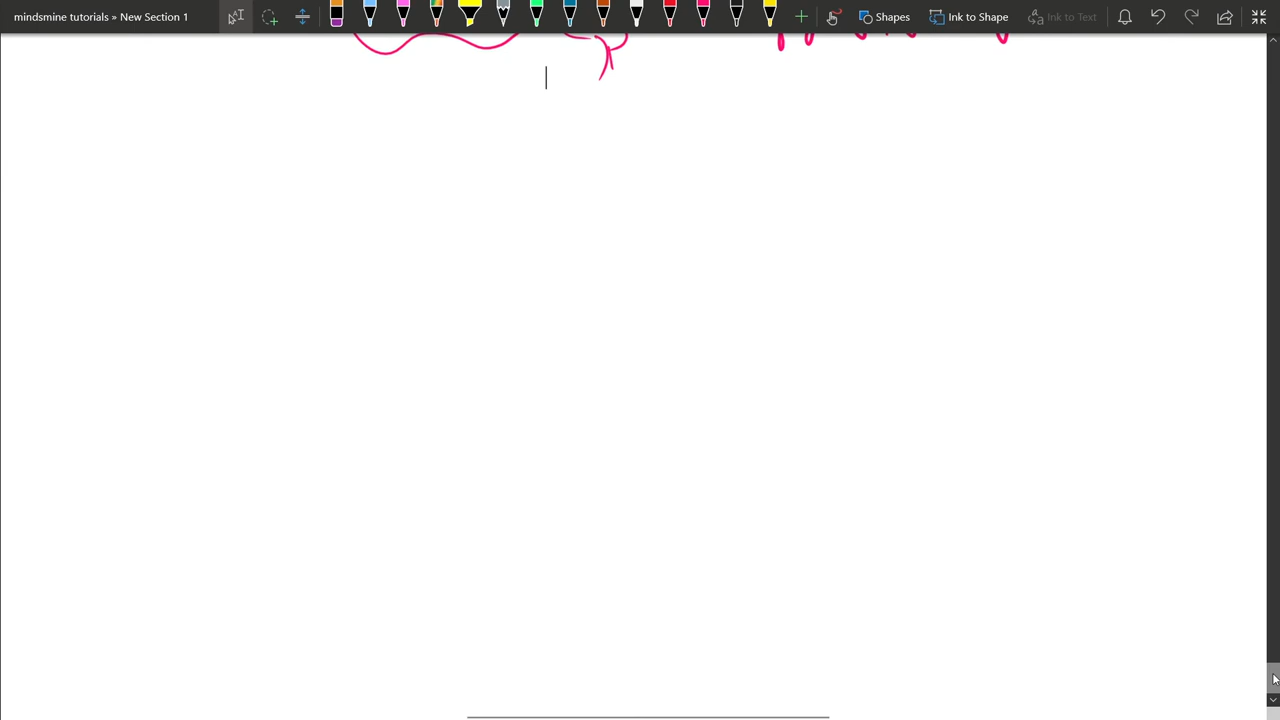 mindsmine tutorials » New Section 1
Shapes
Ink to Shape
Ink to Text